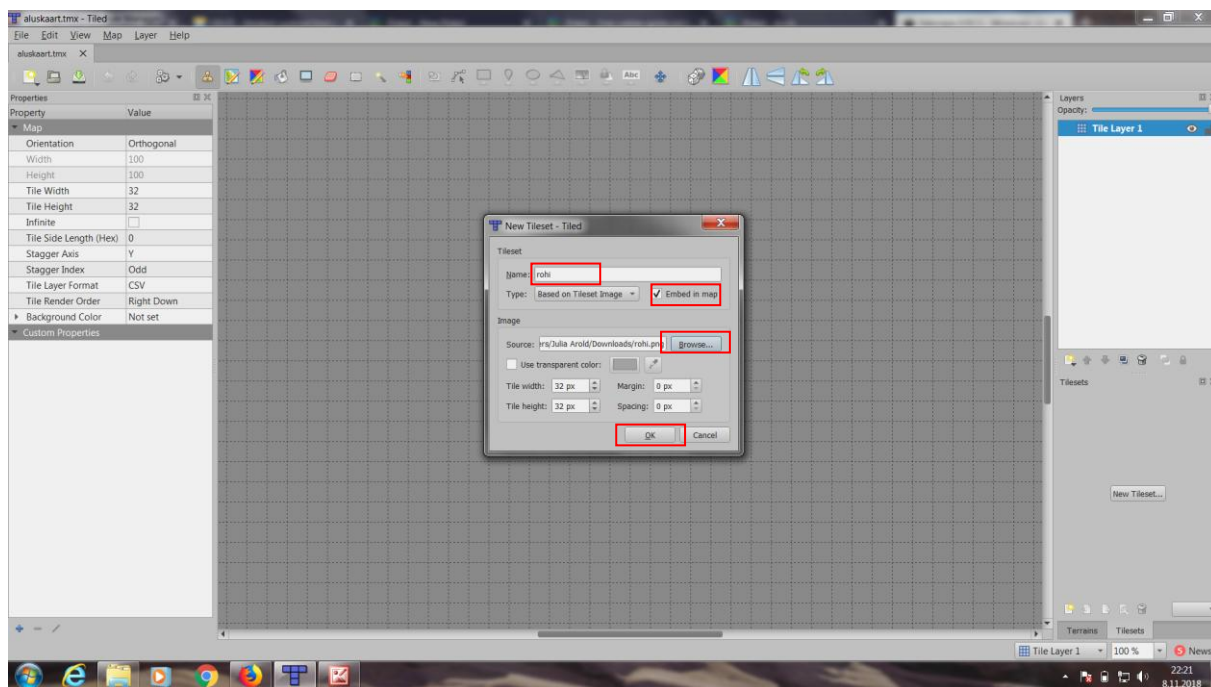 aluskaart.tmx - Tiled
File Edit View Map Layer Help
aluskaart.tmx X
Abc
Properties
Property Value
Map
Orientation Orthogonal
Width 100
Height 100
Tile Width 32
Tile Height 32
Infinite
Tile Side Length (Hex) 0
Stagger Axis Y
Stagger Index Odd
Tile Layer Format CSV
Tile Render Order Right Down
Background Color Not set
Custom Properties
New Tileset - Tiled
Tileset
Name: rohi
Type: Based on Tileset Image Embed in map
Image
Source: ers/Julia Arold/Downloads/rohi.png Browse...
Use transparent color:
Tile width: 32 px Margin: 0 px
Tile height: 32 px Spacing: 0 px
OK Cancel
Layers
Opacity:
Tile Layer 1
Tilesets
New Tileset...
Terrains Tilesets
Tile Layer 1 100 % News
22:21
8.11.2018